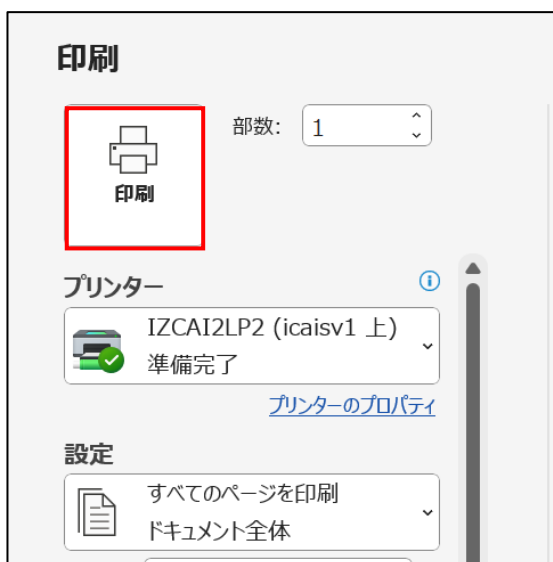 印刷
部数: 1
印刷
プリンター
IZCAI2LP2 (icaisv1 上)
準備完了
プリンターのプロパティ
設定
すべてのページを印刷
ドキュメント全体